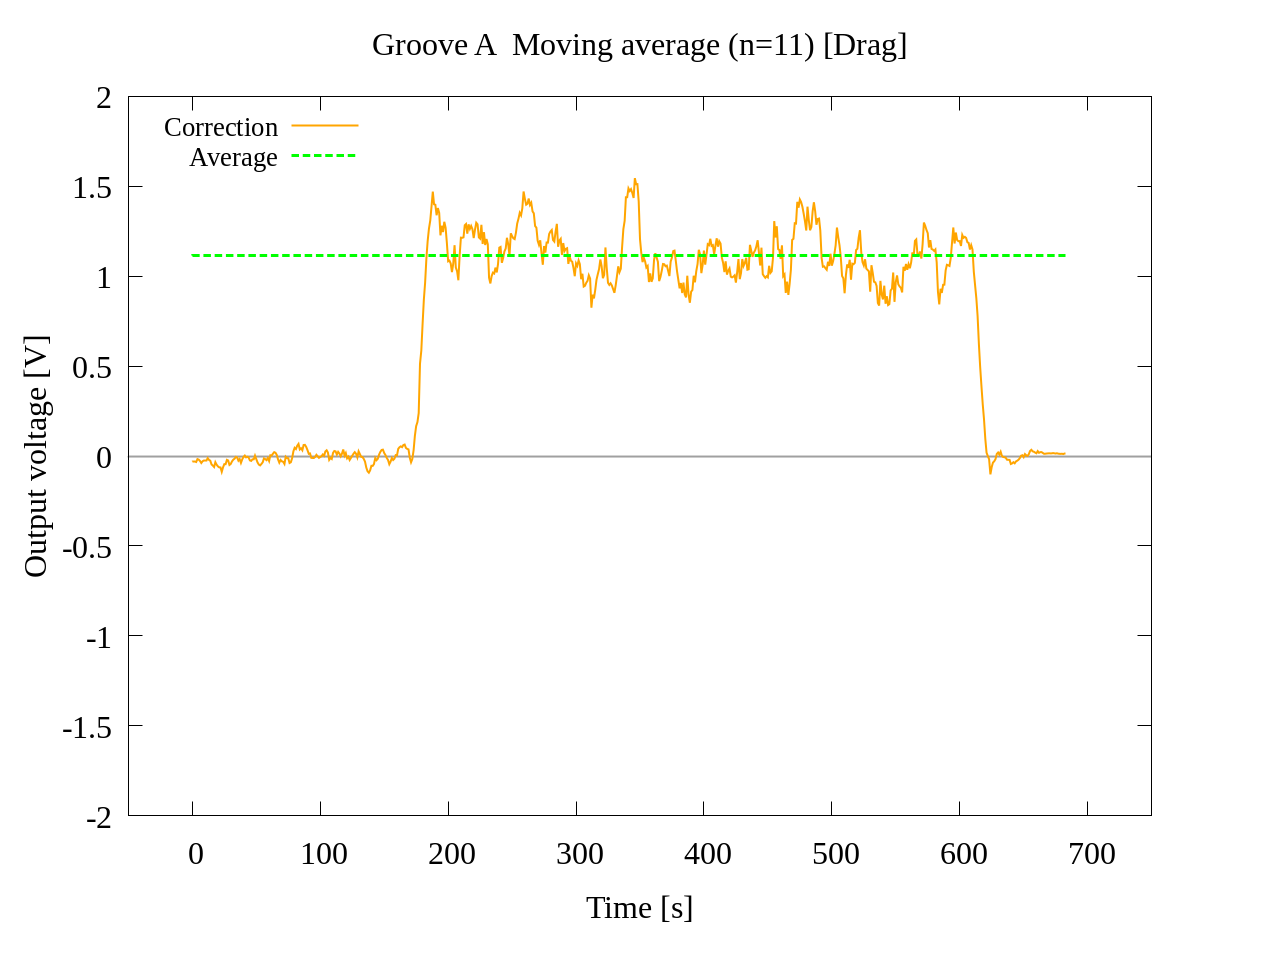 Groove A  Moving average (n=11) [Drag]
Correction
Average
2
1.5
1
0.5
0
-0.5
-1
-1.5
-2
Output voltage [V]
0 100 200 300 400 500 600 700
Time [s]